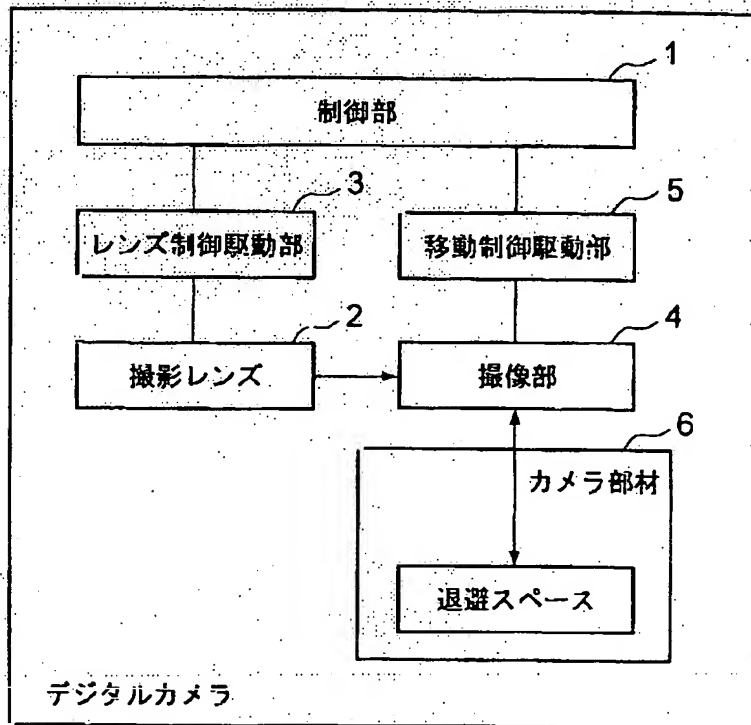 1
制御部
3
5
レンズ制御駆動部
移動制御駆動部
2
4
撮影レンズ
撮像部
6
カメラ部材
退避スペース
デジタルカメラ